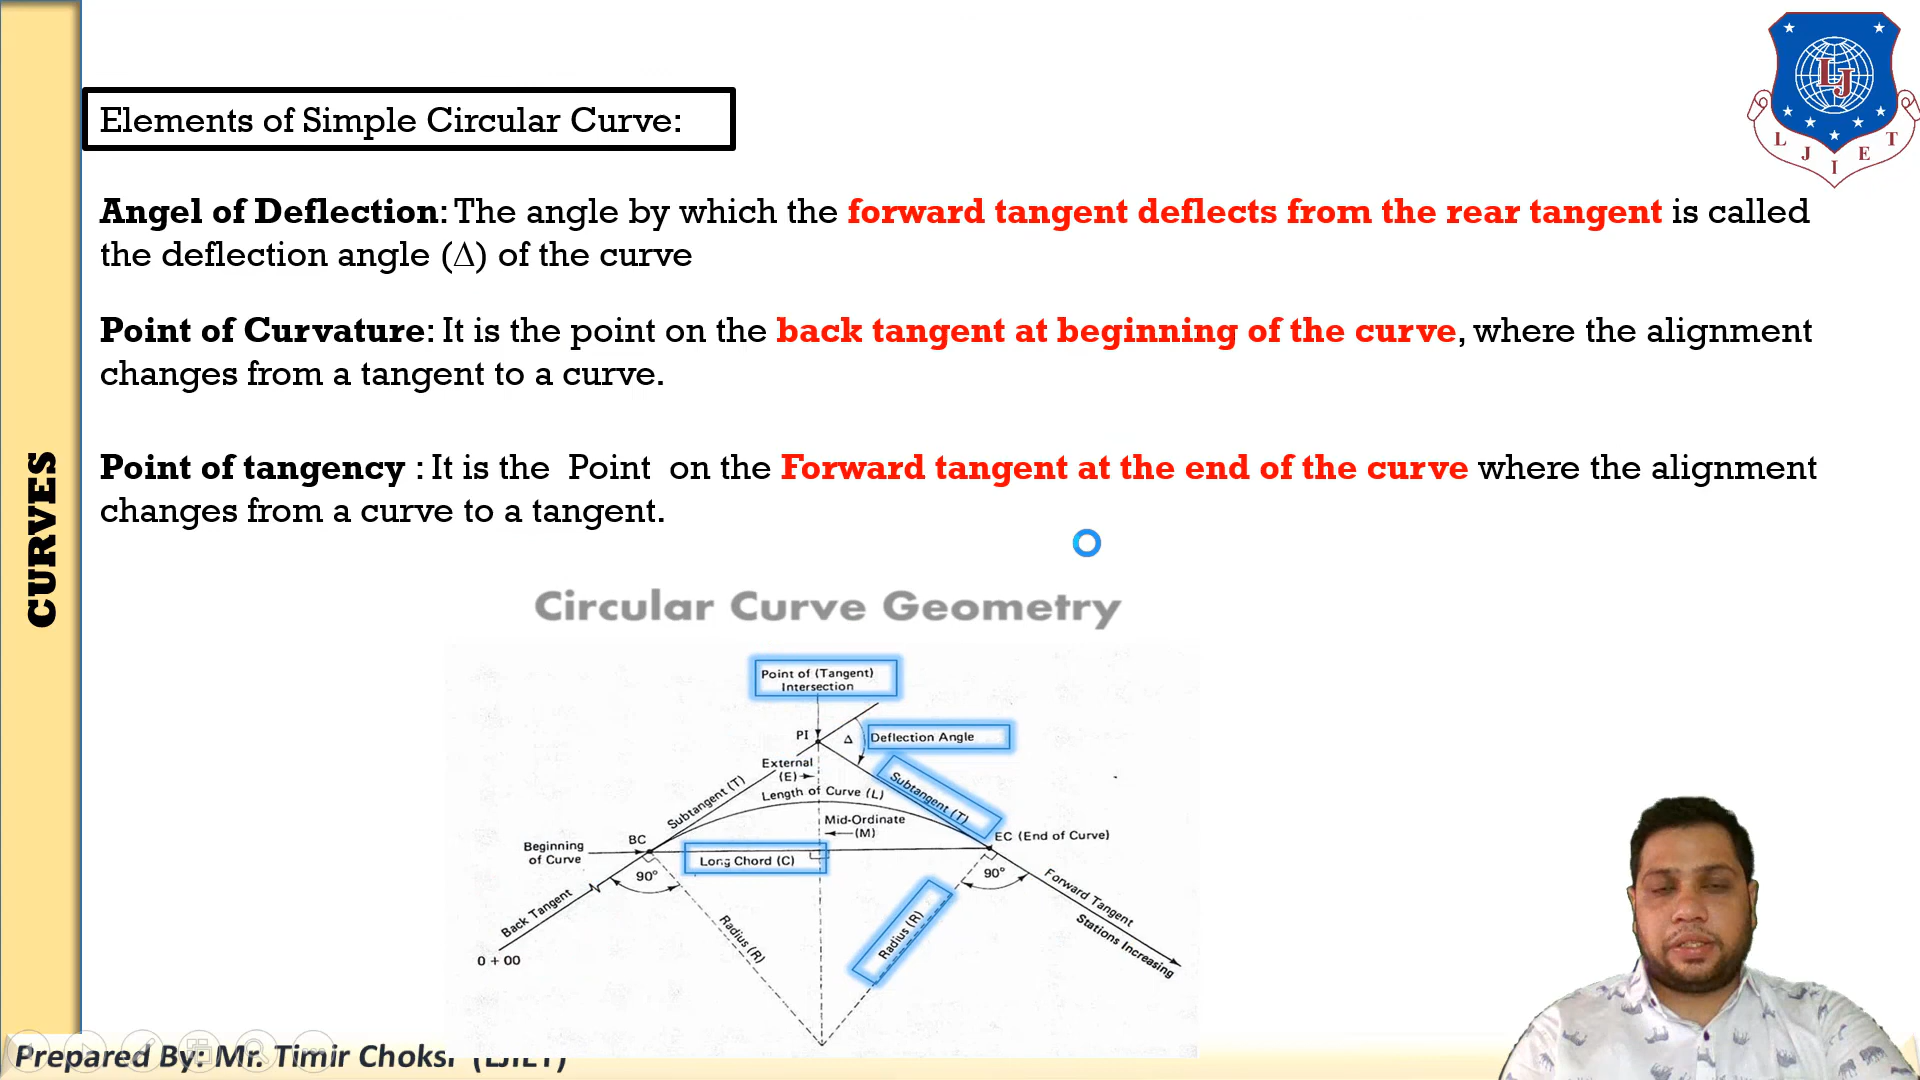 L J I E T
LJ
Elements of Simple Circular Curve:
Angel of Deflection: The angle by which the forward tangent deflects from the rear tangent is called
the deflection angle (Δ) of the curve
Point of Curvature: It is the point on the back tangent at beginning of the curve, where the alignment
changes from a tangent to a curve.
Point of tangency : It is the Point on the Forward tangent at the end of the curve where the alignment
changes from a curve to a tangent.
CURVES
Circular Curve Geometry
Point of (Tangent)
Intersection
PI
Δ
Deflection Angle
External
(E)
Subtangent (T)
Subtangent (T)
Length of Curve (L)
Mid-Ordinate
(M)
BC
EC (End of Curve)
Beginning
of Curve
Long Chord (C)
90°
90°
Back Tangent
Forward Tangent
Stations Increasing
Radius (R)
Radius (R)
0 + 00
Prepared By: Mr. Timir Choksi (LJIET)